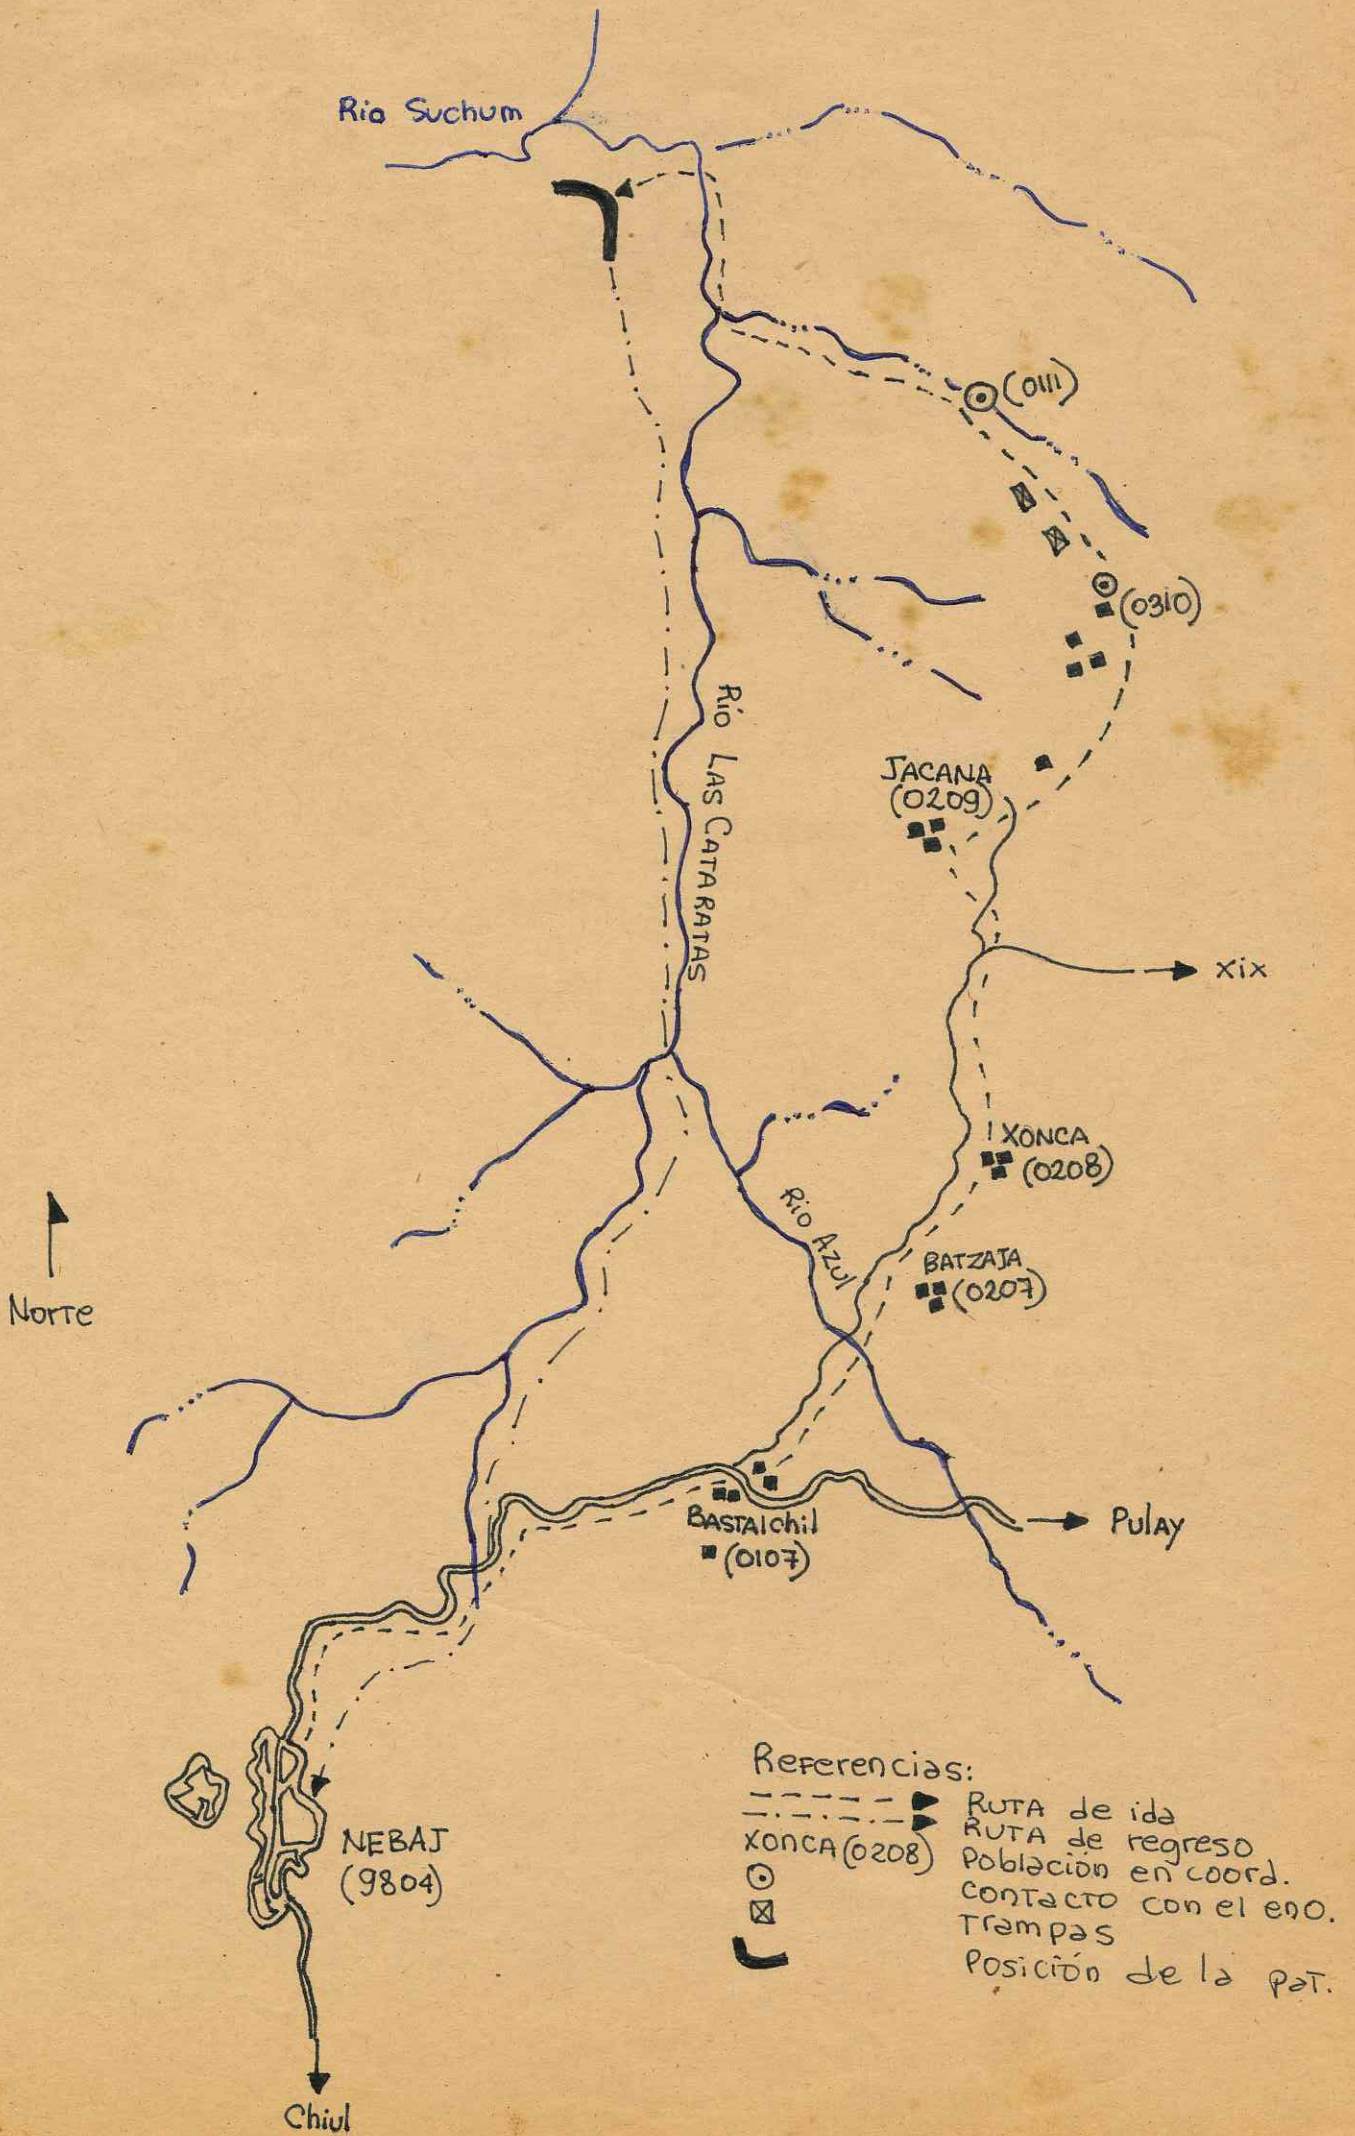 Rio Suchum
(0111)
(0310)
Río LAS CATARATAS
JACANA
(0209)
xix
XONCA
(0208)
Rio AZUl
BATZAJA
(0207)
Norte
BASTAlchil
(0107)
Pulay
NEBAJ
(9804)
Chiul
Referencias:
RUTA de ida
RUTA de regreso
XONCA (0208) Población en coord.
contacto con el eno.
Trampas
Posición de la paT.